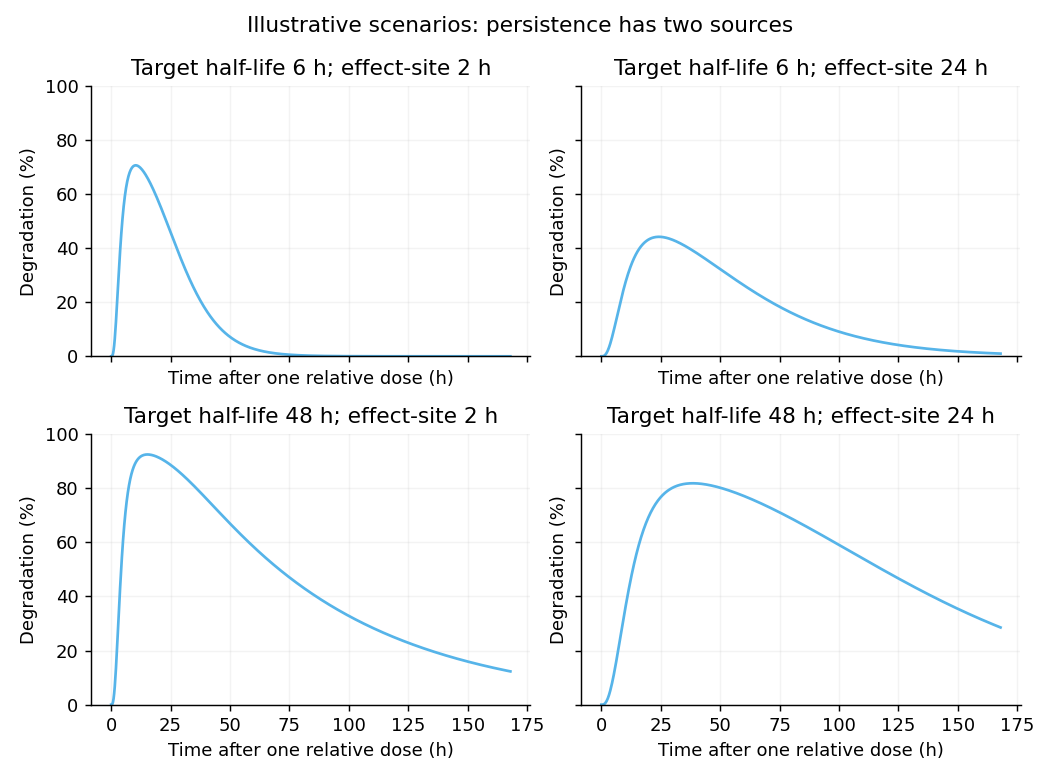 Illustrative scenarios: persistence has two sources
Target half-life 6 h; effect-site 2 h
Degradation (%)
100
80
60
40
20
0
Time after one relative dose (h)
Target half-life 6 h; effect-site 24 h
Degradation (%)
Time after one relative dose (h)
Target half-life 48 h; effect-site 2 h
Degradation (%)
100
80
60
40
20
0
0 25 50 75 100 125 150 175
Time after one relative dose (h)
Target half-life 48 h; effect-site 24 h
Degradation (%)
0 25 50 75 100 125 150 175
Time after one relative dose (h)